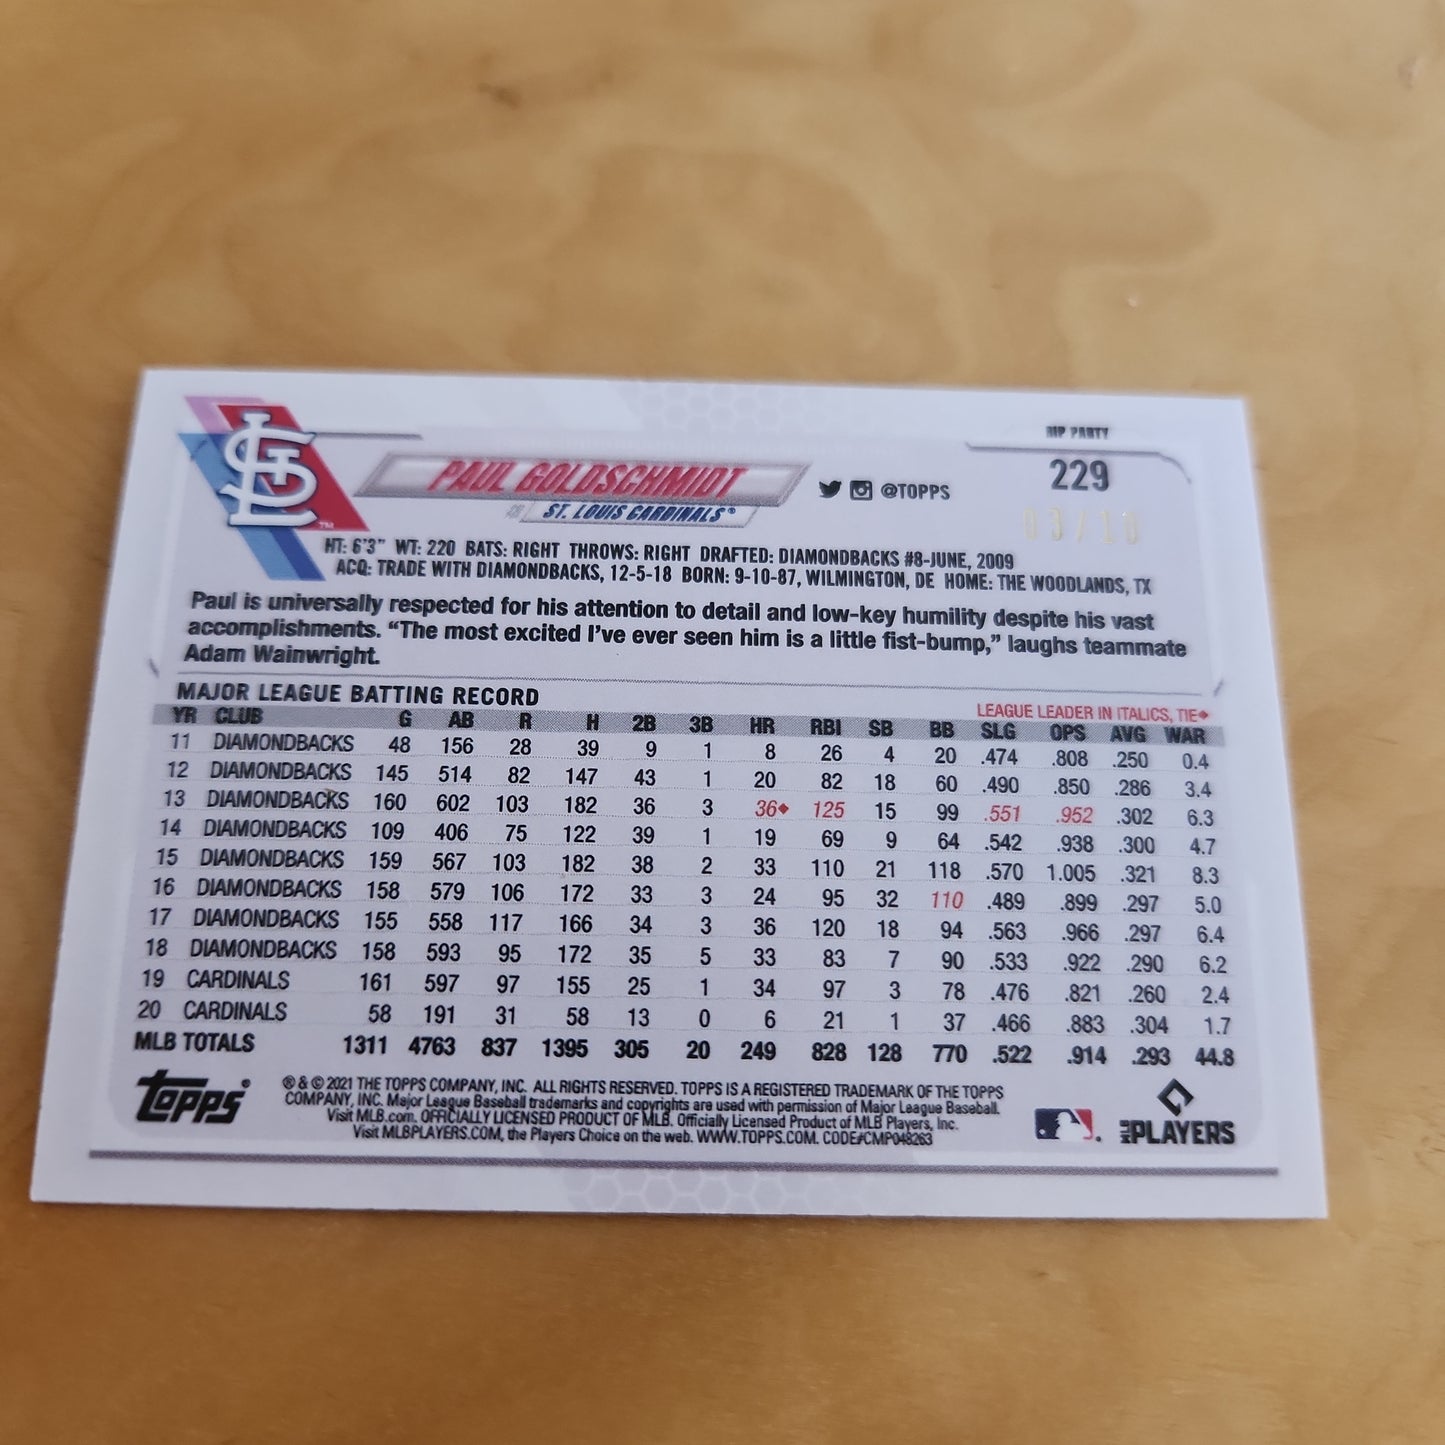 STL
TM
PAUL GOLDSCHMIDT
ST. LOUIS CARDINALS®
@TOPPS
MP PARTY
229
03/10
HT: 6'3" WT: 220 BATS: RIGHT THROWS: RIGHT DRAFTED: DIAMONDBACKS #8-JUNE, 2009
ACQ: TRADE WITH DIAMONDBACKS, 12-5-18 BORN: 9-10-87, WILMINGTON, DE HOME: THE WOODLANDS, TX
Paul is universally respected for his attention to detail and low-key humility despite his vast
accomplishments. “The most excited I’ve ever seen him is a little fist-bump,” laughs teammate
Adam Wainwright.
MAJOR LEAGUE BATTING RECORD
LEAGUE LEADER IN ITALICS, TIE♦
YR CLUB G AB R H 2B 3B HR RBI SB BB SLG OPS AVG WAR
11 DIAMONDBACKS 48 156 28 39 9 1 8 26 4 20 .474 .808 .250 0.4
12 DIAMONDBACKS 145 514 82 147 43 1 20 82 18 60 .490 .850 .286 3.4
13 DIAMONDBACKS 160 602 103 182 36 3 36♦ 125 15 99 .551 .952 .302 6.3
14 DIAMONDBACKS 109 406 75 122 39 1 19 69 9 64 .542 .938 .300 4.7
15 DIAMONDBACKS 159 567 103 182 38 2 33 110 21 118 .570 1.005 .321 8.3
16 DIAMONDBACKS 158 579 106 172 33 3 24 95 32 110 .489 .899 .297 5.0
17 DIAMONDBACKS 155 558 117 166 34 3 36 120 18 94 .563 .966 .297 6.4
18 DIAMONDBACKS 158 593 95 172 35 5 33 83 7 90 .533 .922 .290 6.2
19 CARDINALS 161 597 97 155 25 1 34 97 3 78 .476 .821 .260 2.4
20 CARDINALS 58 191 31 58 13 0 6 21 1 37 .466 .883 .304 1.7
MLB TOTALS 1311 4763 837 1395 305 20 249 828 128 770 .522 .914 .293 44.8
Topps®
® & © 2021 THE TOPPS COMPANY, INC. ALL RIGHTS RESERVED. TOPPS IS A REGISTERED TRADEMARK OF THE TOPPS
COMPANY, INC. Major League Baseball trademarks and copyrights are used with permission of Major League Baseball.
Visit MLB.com. OFFICIALLY LICENSED PRODUCT OF MLB. Officially Licensed Product of MLB Players, Inc.
Visit MLBPLAYERS.COM, the Players Choice on the web. WWW.TOPPS.COM. CODE#CMP048263
MLB PLAYERS